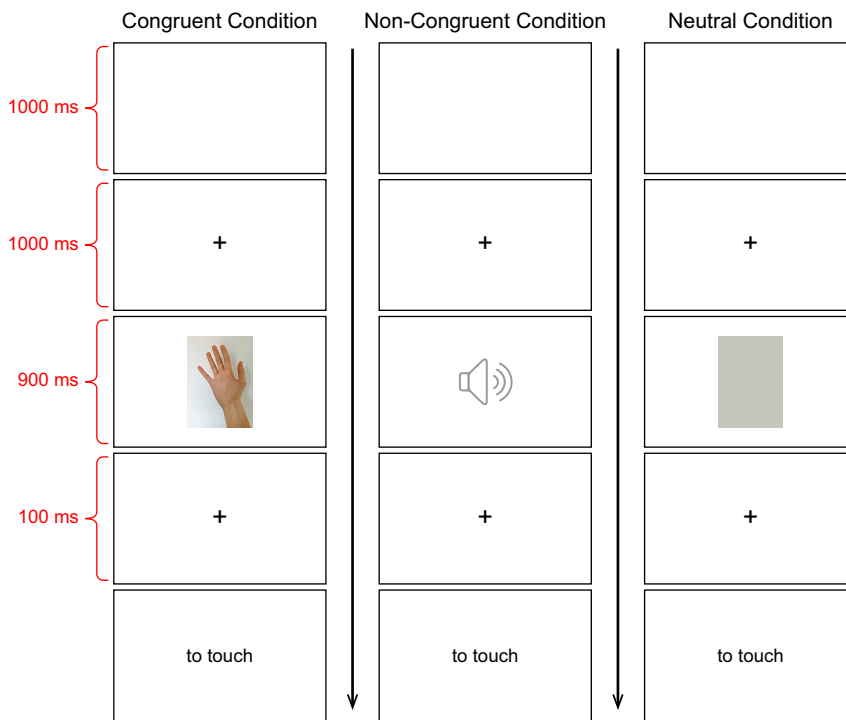 Congruent Condition
Non-Congruent Condition
Neutral Condition
1000 ms
1000 ms
+
+
+
900 ms
100 ms
+
+
+
to touch
to touch
to touch